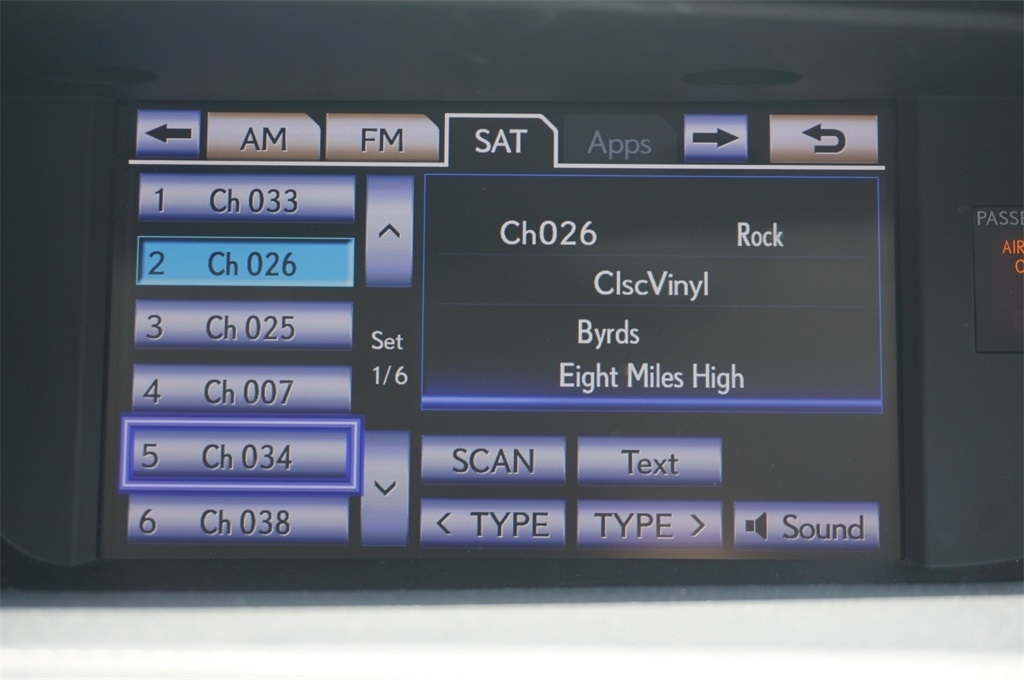 AM FM SAT Apps
1 Ch 033
2 Ch 026
3 Ch 025
4 Ch 007
5 Ch 034
6 Ch 038
Set
1/6
Ch026 Rock
ClscVinyl
Byrds
Eight Miles High
SCAN Text
< TYPE TYPE > Sound
AIR